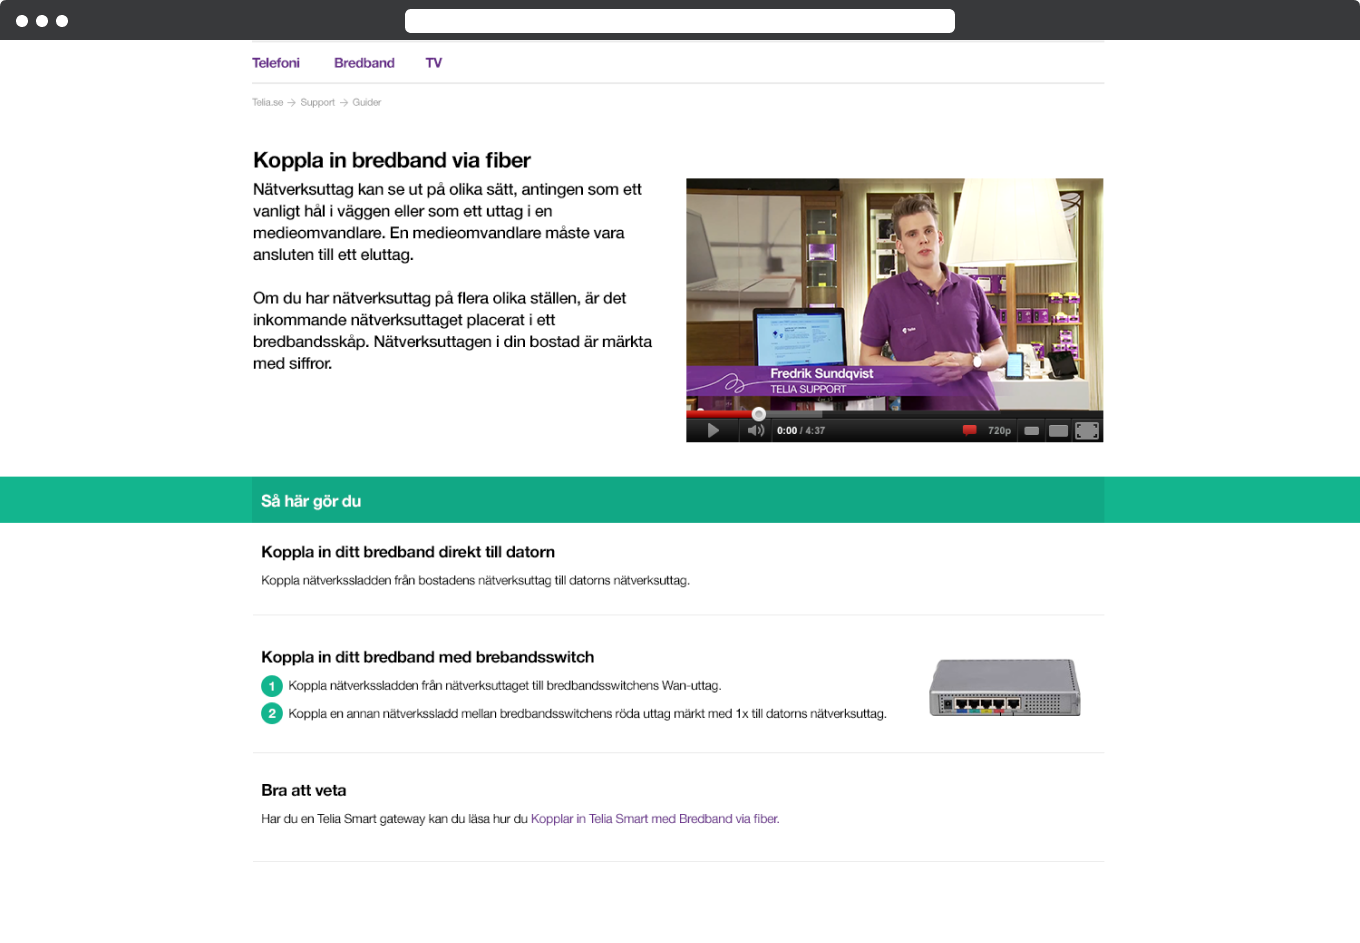 Telefoni Bredband TV
Telia.se → Support → Guider
Koppla in bredband via fiber
Nätverksuttag kan se ut på olika sätt, antingen som ett
vanligt hål i väggen eller som ett uttag i en
medieomvandlare. En medieomvandlare måste vara
ansluten till ett eluttag.
Om du har nätverksuttag på flera olika ställen, är det
inkommande nätverksuttaget placerat i ett
bredbandsskåp. Nätverksuttagen i din bostad är märkta
med siffror.
Fredrik Sundqvist
TELIA SUPPORT
0:00 / 4:37 720p
Så här gör du
Koppla in ditt bredband direkt till datorn
Koppla nätverkssladden från bostadens nätverksuttag till datorns nätverksuttag.
Koppla in ditt bredband med brebandsswitch
1 Koppla nätverkssladden från nätverksuttaget till bredbandsswitchens Wan-uttag.
2 Koppla en annan nätverkssladd mellan bredbandsswitchens röda uttag märkt med 1x till datorns nätverksuttag.
Bra att veta
Har du en Telia Smart gateway kan du läsa hur du Kopplar in Telia Smart med Bredband via fiber.